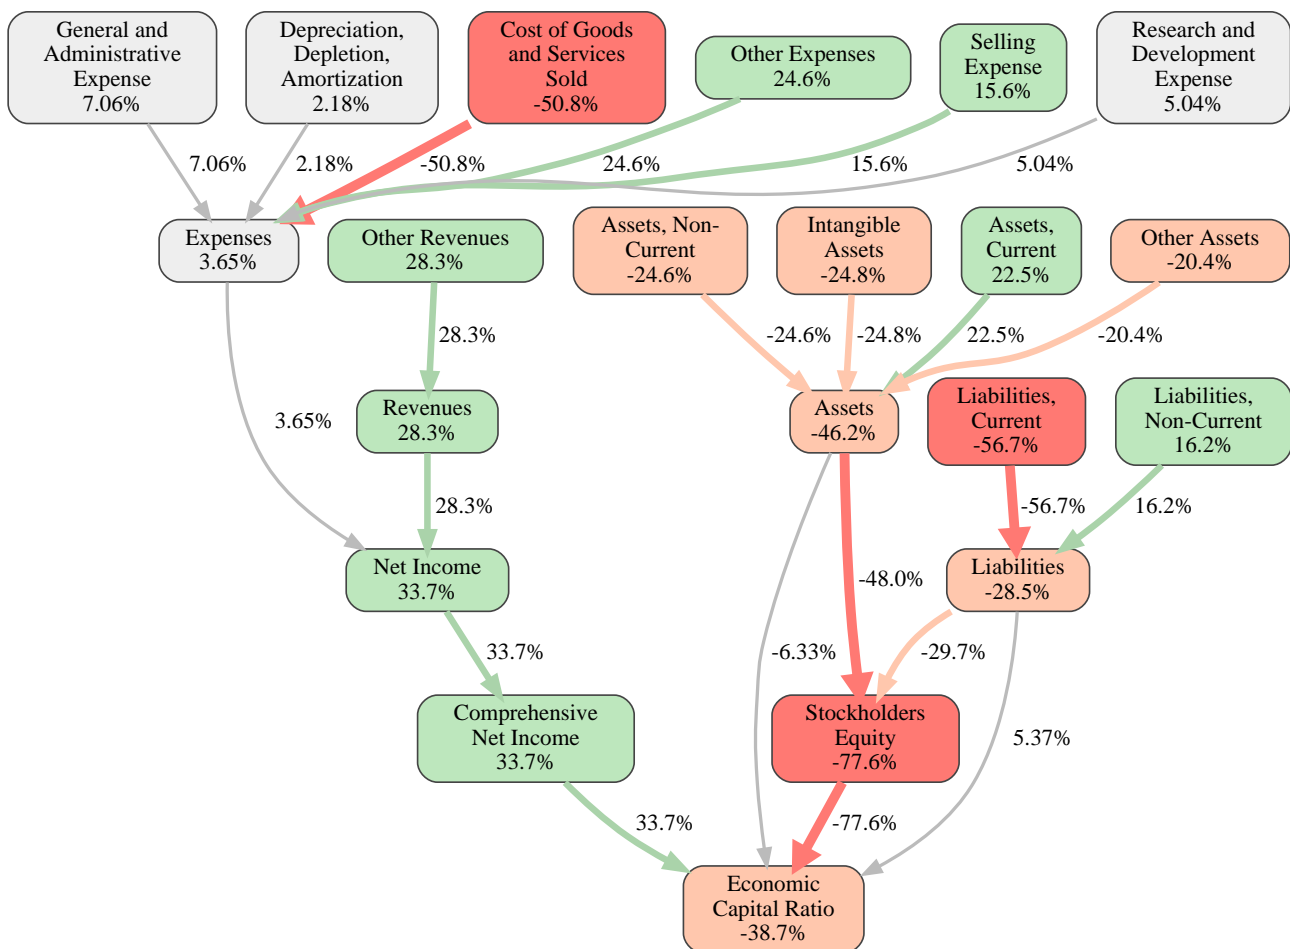 General and
Administrative
Expense
7.06%
Depreciation,
Depletion,
Amortization
2.18%
Cost of Goods
and Services
Sold
-50.8%
Other Expenses
24.6%
Selling
Expense
15.6%
Research and
Development
Expense
5.04%
7.06%
2.18%
-50.8%
24.6%
15.6%
5.04%
Expenses
3.65%
Other Revenues
28.3%
Assets, Non-
Current
-24.6%
Intangible
Assets
-24.8%
Assets,
Current
22.5%
Other Assets
-20.4%
28.3%
-24.6%
-24.8%
22.5%
-20.4%
3.65%
Revenues
28.3%
Assets
-46.2%
Liabilities,
Current
-56.7%
Liabilities,
Non-Current
16.2%
28.3%
-56.7%
16.2%
Net Income
33.7%
-48.0%
Liabilities
-28.5%
33.7%
-6.33%
-29.7%
Comprehensive
Net Income
33.7%
Stockholders
Equity
-77.6%
5.37%
33.7%
-77.6%
Economic
Capital Ratio
-38.7%